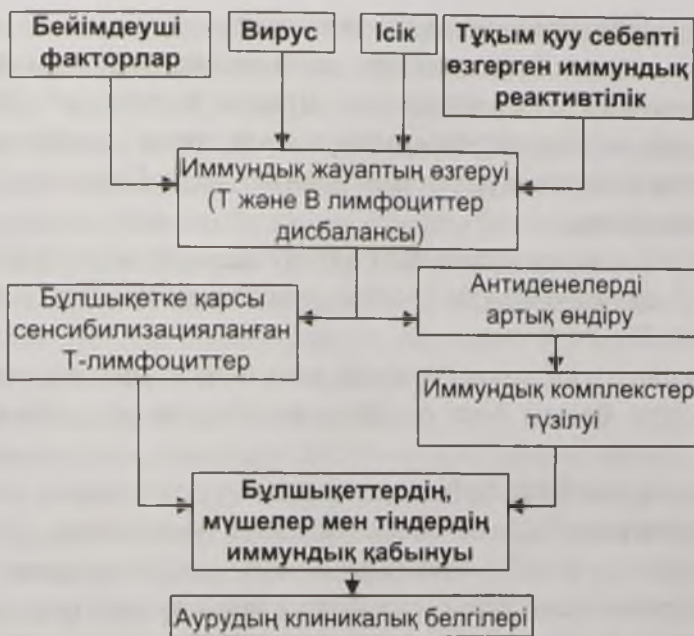 Бейімдеуші
факторлар
Вирус
Ісік
Тұқым қуу себепті
өзгерген иммундық
реактивтілік
Иммундық жауаптың өзгеруі
(Т және В лимфоциттер
дисбалансы)
Бұлшықетке қарсы
сенсибилизацияланған
Т-лимфоциттер
Антиденелерді
артық өндіру
Иммундық комплекстер
түзілуі
Бұлшықеттердің,
мүшелер мен тіндердің
иммундық қабынуы
Аурудың клиникалық белгілері